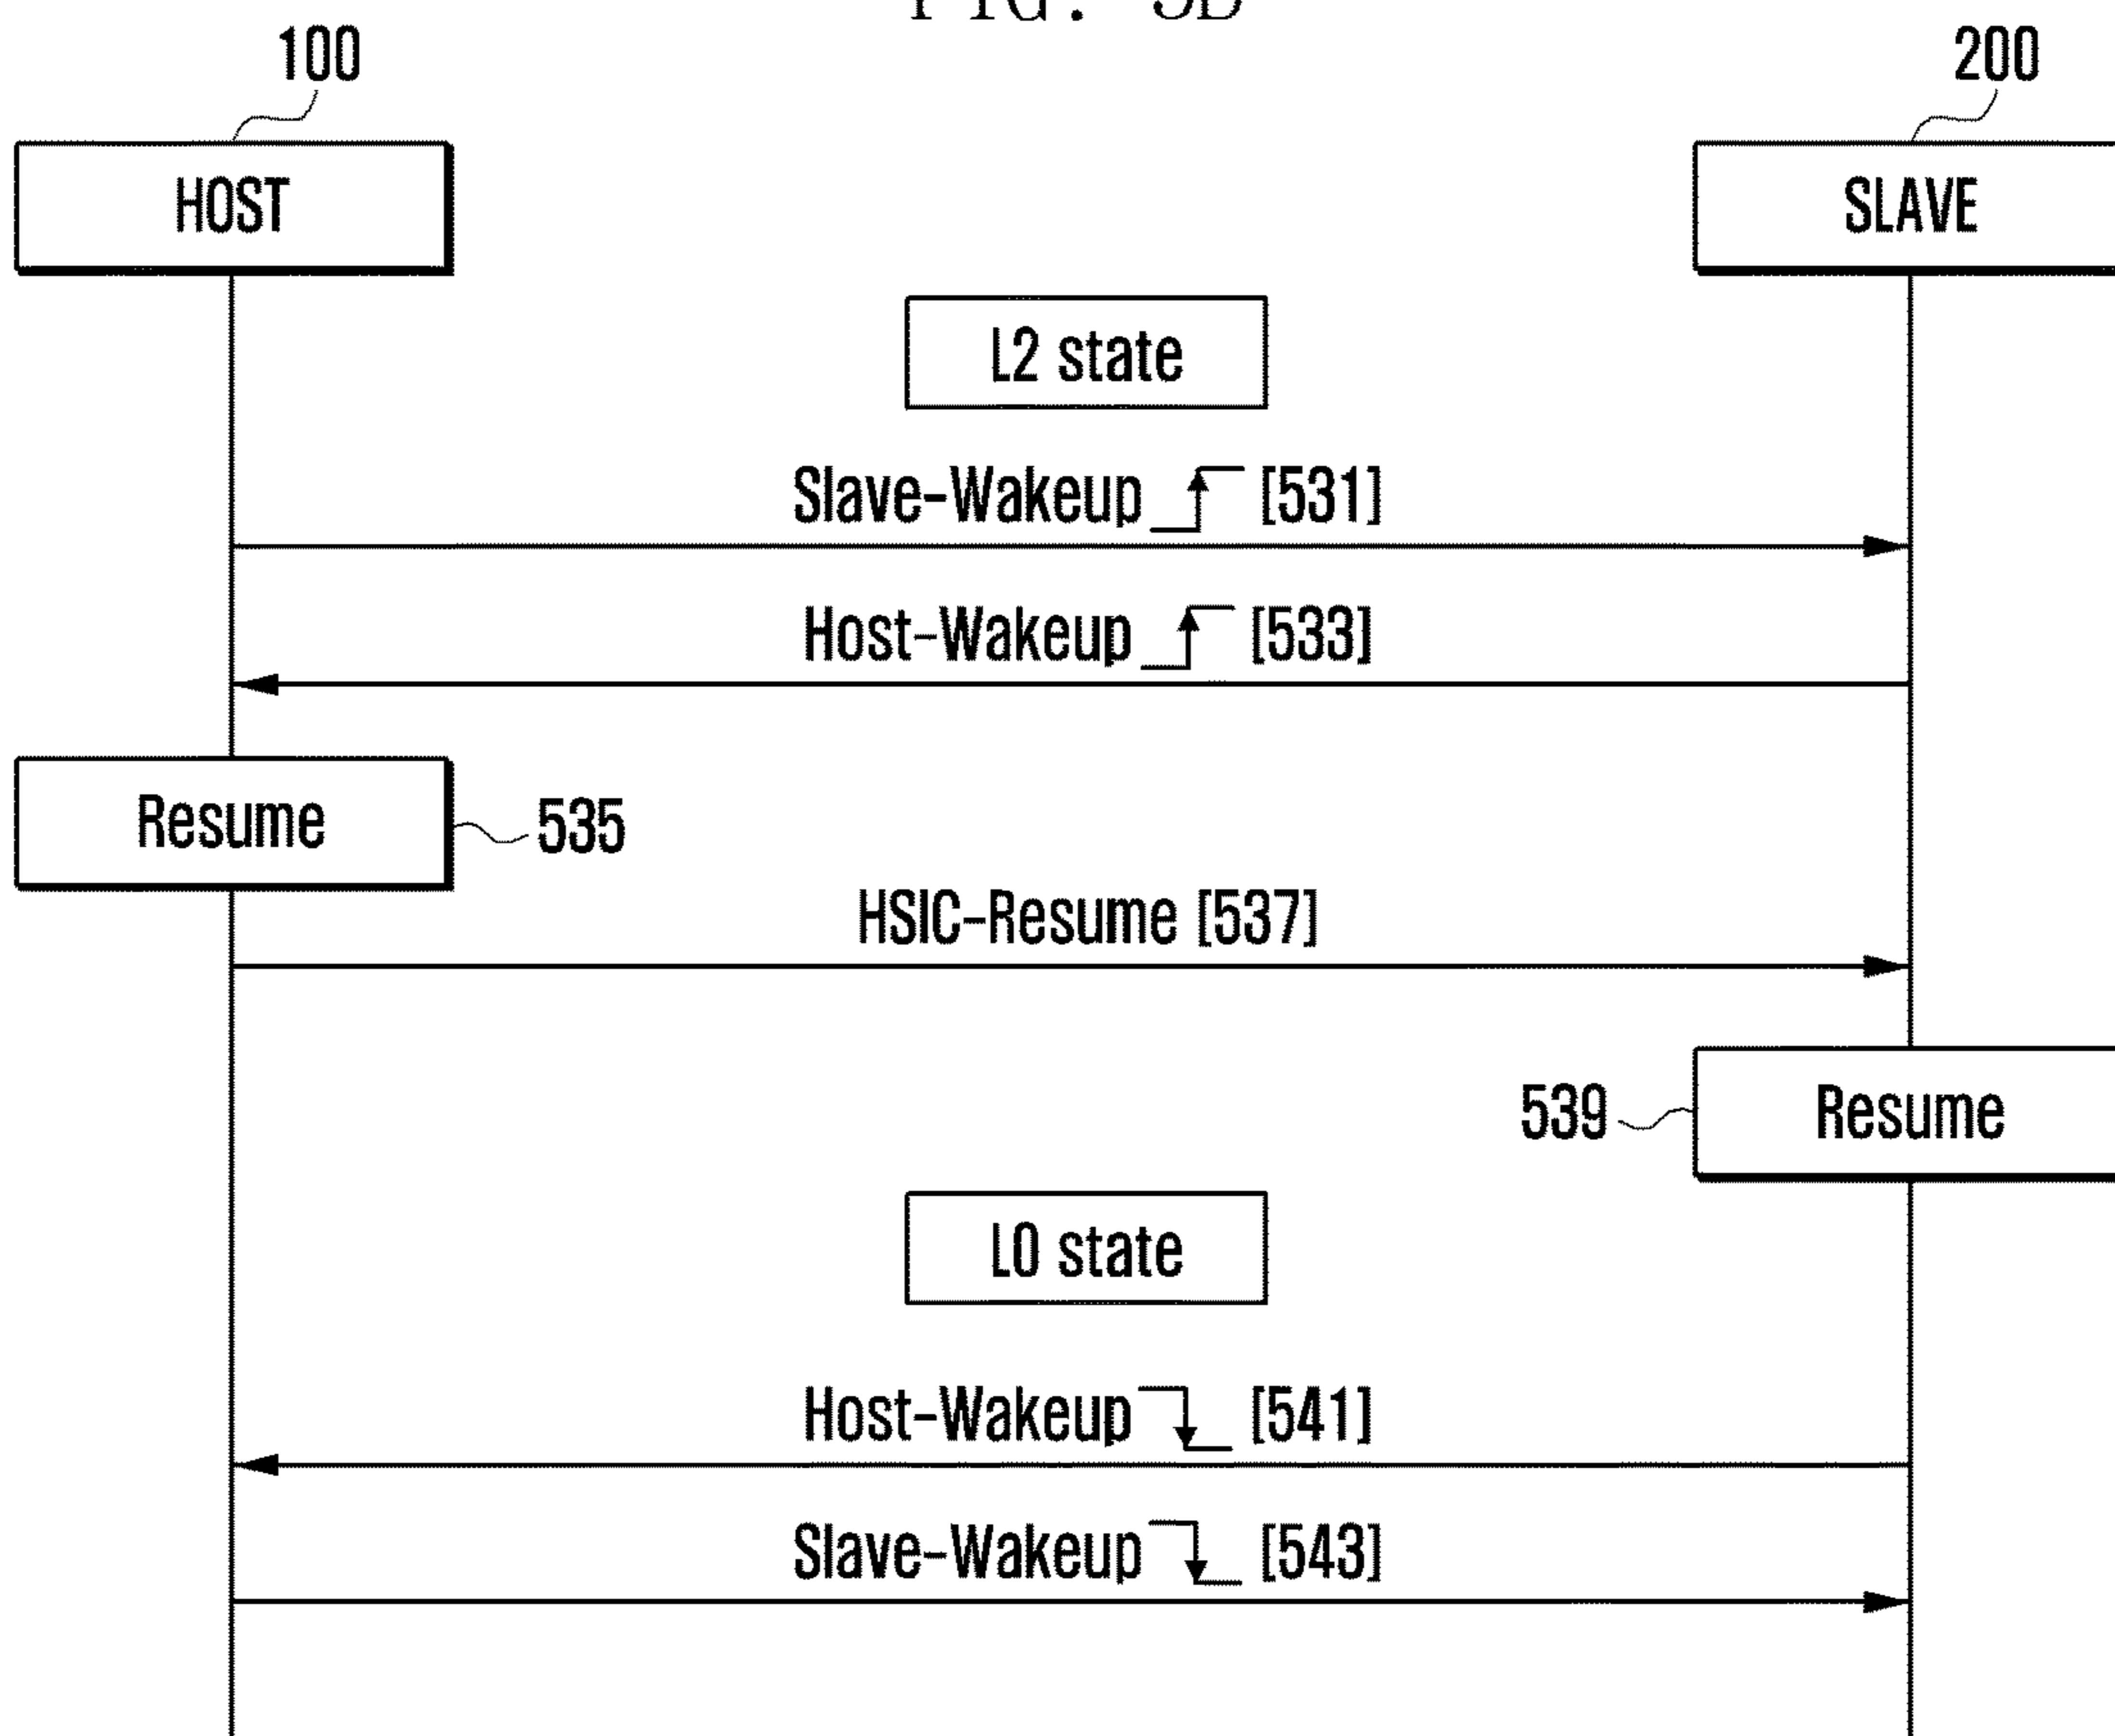 100
200
HOST
SLAVE
L2 state
Slave-Wakeup [531]
Host-Wakeup [533]
Resume
535
HSIC-Resume [537]
539
Resume
L0 state
Host-Wakeup [541]
Slave-Wakeup [543]